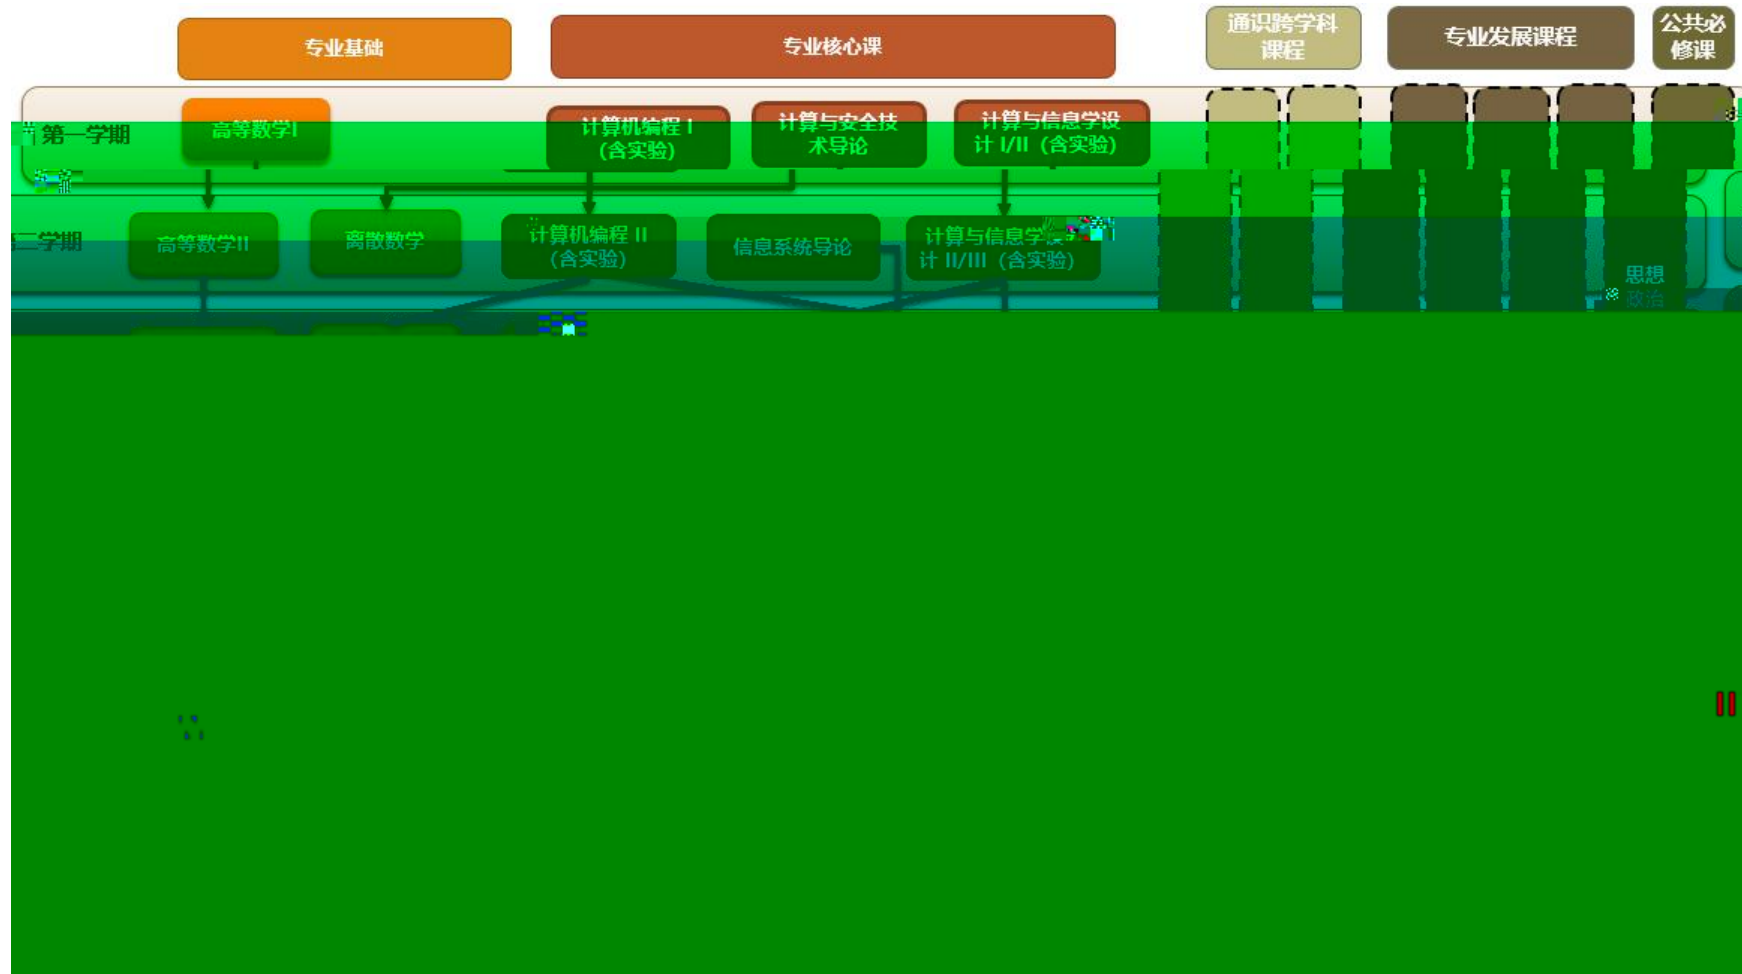 专业基础
专业核心课
通识跨学科
课程
专业发展课程
公共必
修课
第一学期
高等数学I
计算机编程 I
(含实验)
计算与安全技
术导论
计算与信息学设
计 I/II（含实验)
二学期
高等数学II
离散数学
计算机编程 II
(含实验)
信息系统导论
计算与信息学
计 II/III（含实验)
思想
政治